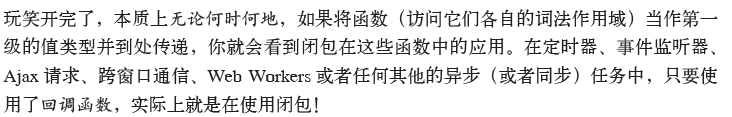 玩笑开完了，本质上无论何时何地，如果将函数（访问它们各自的词法作用域）当作第一
级的值类型并到处传递，你就会看到闭包在这些函数中的应用。在定时器、事件监听器、
Ajax 请求、跨窗口通信、Web Workers 或者任何其他的异步（或者同步）任务中，只要使
用了回调函数，实际上就是在使用闭包！